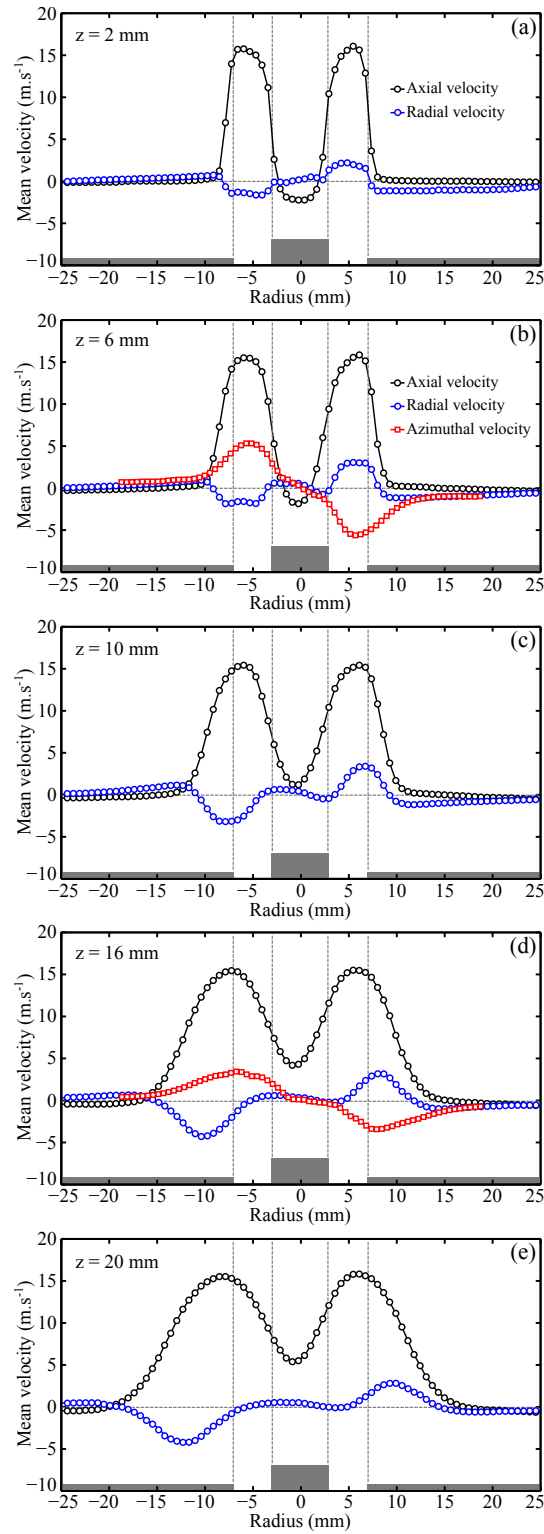 z = 2 mm
(a)
Axial velocity
Radial velocity
20
15
10
5
0
−5
−10
Mean velocity (m.s⁻¹)
−25 −20 −15 −10 −5 0 5 10 15 20 25
Radius (mm)
z = 6 mm
(b)
Axial velocity
Radial velocity
Azimuthal velocity
20
15
10
5
0
−5
−10
Mean velocity (m.s⁻¹)
−25 −20 −15 −10 −5 0 5 10 15 20 25
Radius (mm)
z = 10 mm
(c)
20
15
10
5
0
−5
−10
Mean velocity (m.s⁻¹)
−25 −20 −15 −10 −5 0 5 10 15 20 25
Radius (mm)
z = 16 mm
(d)
20
15
10
5
0
−5
−10
Mean velocity (m.s⁻¹)
−25 −20 −15 −10 −5 0 5 10 15 20 25
Radius (mm)
z = 20 mm
(e)
20
15
10
5
0
−5
−10
Mean velocity (m.s⁻¹)
−25 −20 −15 −10 −5 0 5 10 15 20 25
Radius (mm)